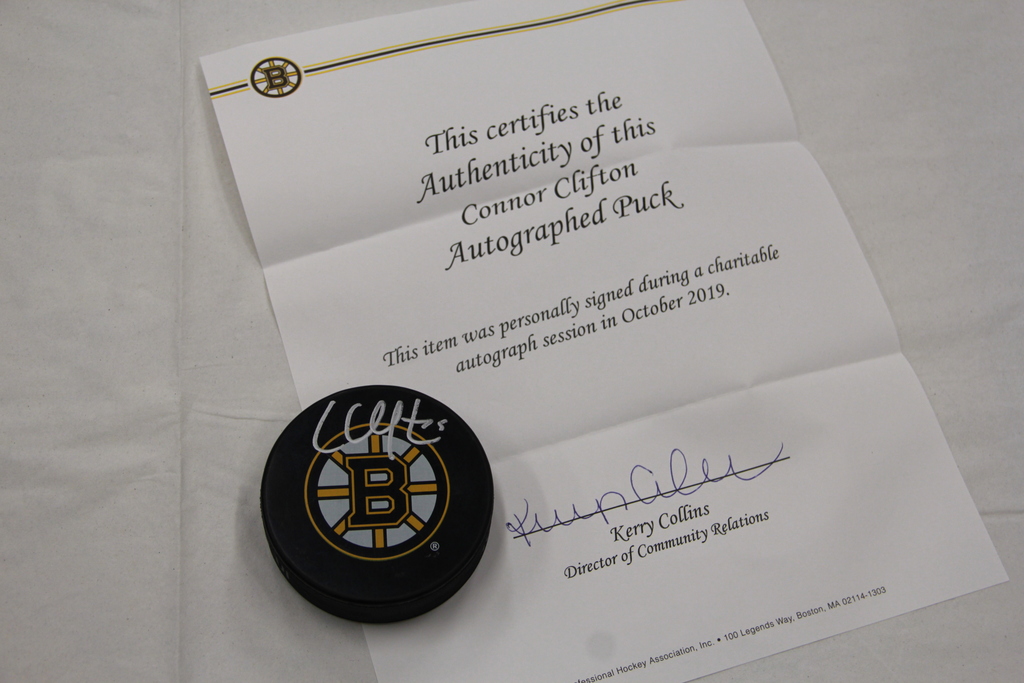 B
This certifies the
Authenticity of this
Connor Clifton
Autographed Puck
This item was personally signed during a charitable
autograph session in October 2019.
B
®
Kerry Collins
Director of Community Relations
Hockey Association, Inc. • 100 Legends Way, Boston, MA 02114-1303